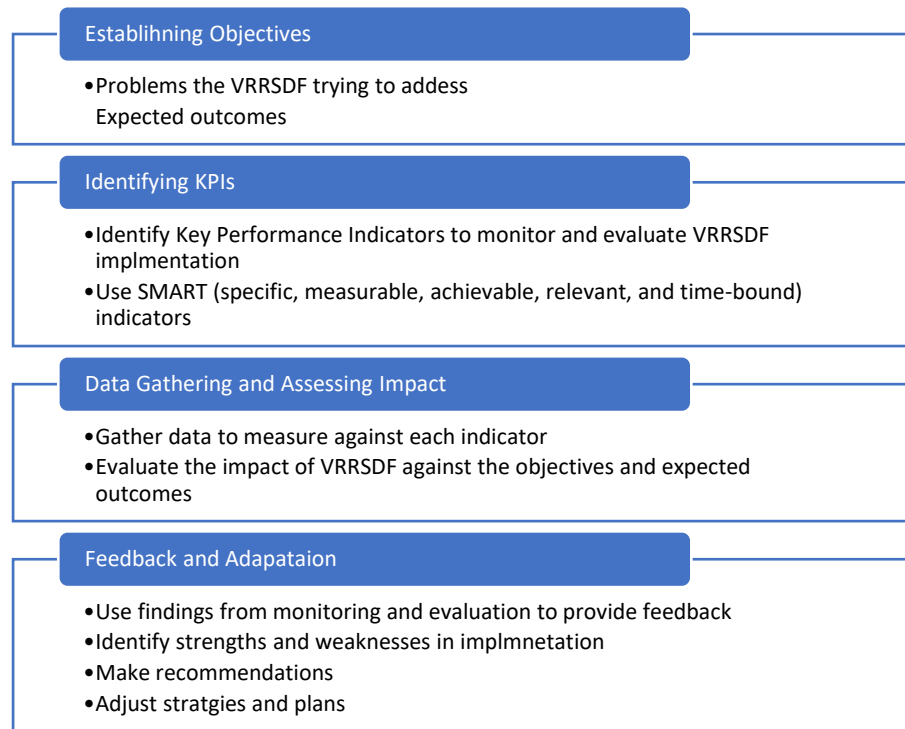 Establihning Objectives
•Problems the VRRSDF trying to addess
Expected outcomes
Identifying KPIs
•Identify Key Performance Indicators to monitor and evaluate VRRSDF
implmentation
•Use SMART (specific, measurable, achievable, relevant, and time-bound)
indicators
Data Gathering and Assessing Impact
•Gather data to measure against each indicator
•Evaluate the impact of VRRSDF against the objectives and expected
outcomes
Feedback and Adapataion
•Use findings from monitoring and evaluation to provide feedback
•Identify strengths and weaknesses in implmnetation
•Make recommendations
•Adjust stratgies and plans